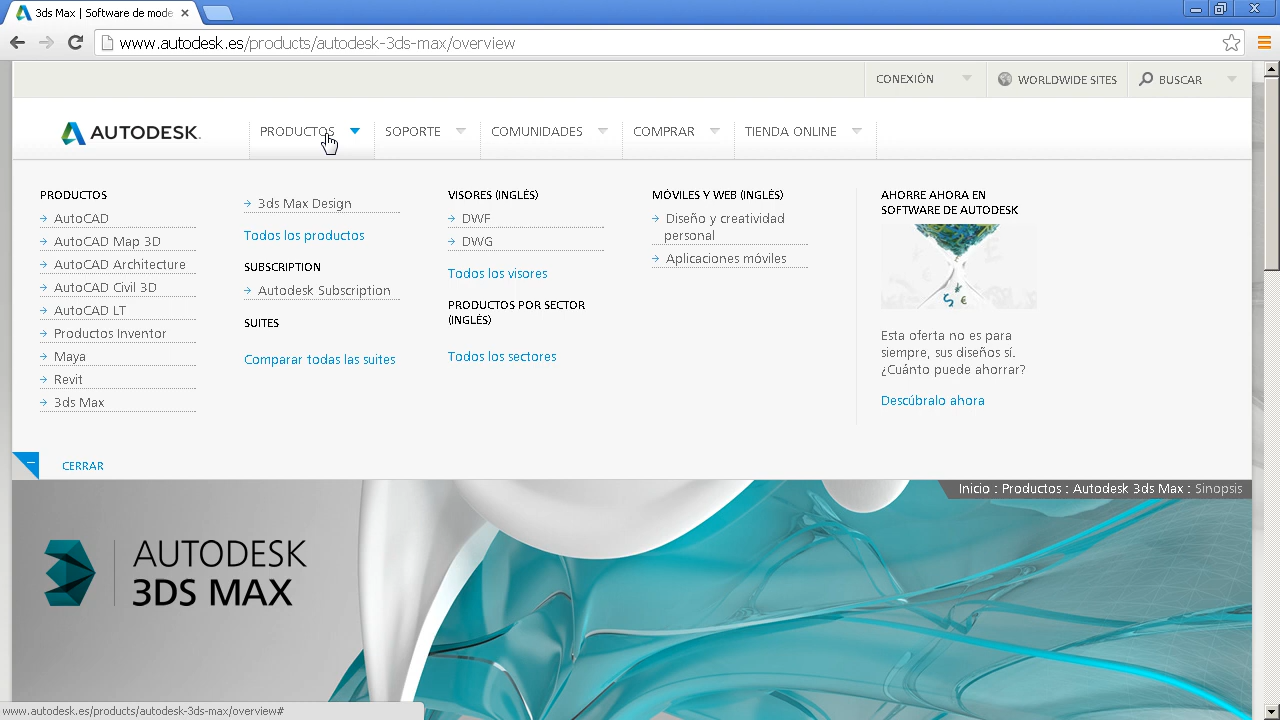 3ds Max | Software de mode
www.autodesk.es/products/autodesk-3ds-max/overview
CONEXIÓN
WORLDWIDE SITES
BUSCAR
AUTODESK.
PRODUCTOS
SOPORTE
COMUNIDADES
COMPRAR
TIENDA ONLINE
PRODUCTOS
AutoCAD
AutoCAD Map 3D
AutoCAD Architecture
AutoCAD Civil 3D
AutoCAD LT
Productos Inventor
Maya
Revit
3ds Max
3ds Max Design
Todos los productos
SUBSCRIPTION
Autodesk Subscription
SUITES
Comparar todas las suites
VISORES (INGLÉS)
DWF
DWG
Todos los visores
PRODUCTOS POR SECTOR
(INGLÉS)
Todos los sectores
MÓVILES Y WEB (INGLÉS)
Diseño y creatividad
personal
Aplicaciones móviles
AHORRE AHORA EN
SOFTWARE DE AUTODESK
Esta oferta no es para
siempre, sus diseños sí.
¿Cuánto puede ahorrar?
Descúbralo ahora
CERRAR
Inicio : Productos : Autodesk 3ds Max : Sinopsis
AUTODESK
3DS MAX
www.autodesk.es/products/autodesk-3ds-max/overview#